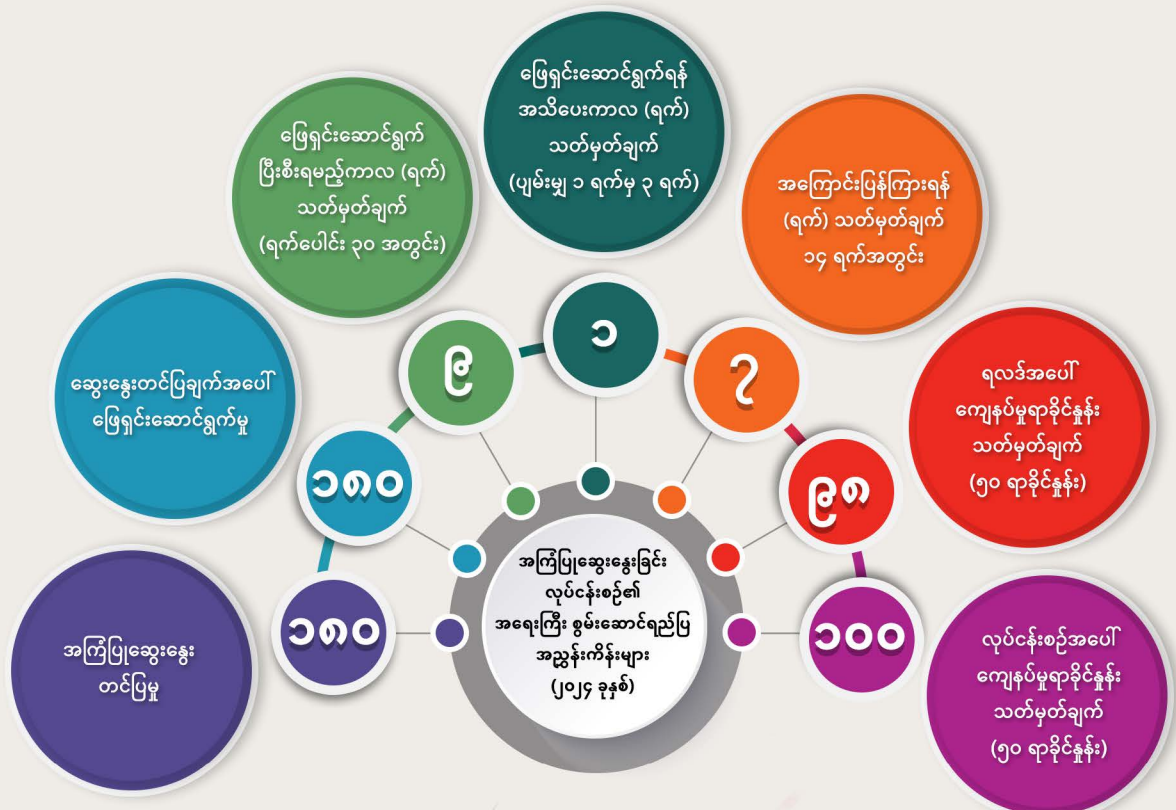 ဖြေရှင်းဆောင်ရွက်ရန်
အသိပေးကာလ (ရက်)
သတ်မှတ်ချက်
(ပျမ်းမျှ ၁ ရက်မှ ၃ ရက်)
ဖြေရှင်းဆောင်ရွက်
ပြီးစီးရမည့်ကာလ (ရက်)
သတ်မှတ်ချက်
(ရက်ပေါင်း ၃၀ အတွင်း)
အကြောင်းပြန်ကြားရန်
(ရက်) သတ်မှတ်ချက်
၁၄ ရက်အတွင်း
ဆွေးနွေးတင်ပြချက်အပေါ်
ဖြေရှင်းဆောင်ရွက်မှု
ရလဒ်အပေါ်
ကျေနပ်မှုရာခိုင်နှုန်း
သတ်မှတ်ချက်
(၅၀ ရာခိုင်နှုန်း)
အကြံပြုဆွေးနွေး
တင်ပြမှု
လုပ်ငန်းစဉ်အပေါ်
ကျေနပ်မှုရာခိုင်နှုန်း
သတ်မှတ်ချက်
(၅၀ ရာခိုင်နှုန်း)
၁၈၀
၁၈၀
၉
၁
၇
၉၈
၁၀၀
အကြံပြုဆွေးနွေးခြင်း
လုပ်ငန်းစဉ်၏
အရေးကြီး စွမ်းဆောင်ရည်ပြ
အညွှန်းကိန်းများ
(၂၀၂၄ ခုနှစ်)